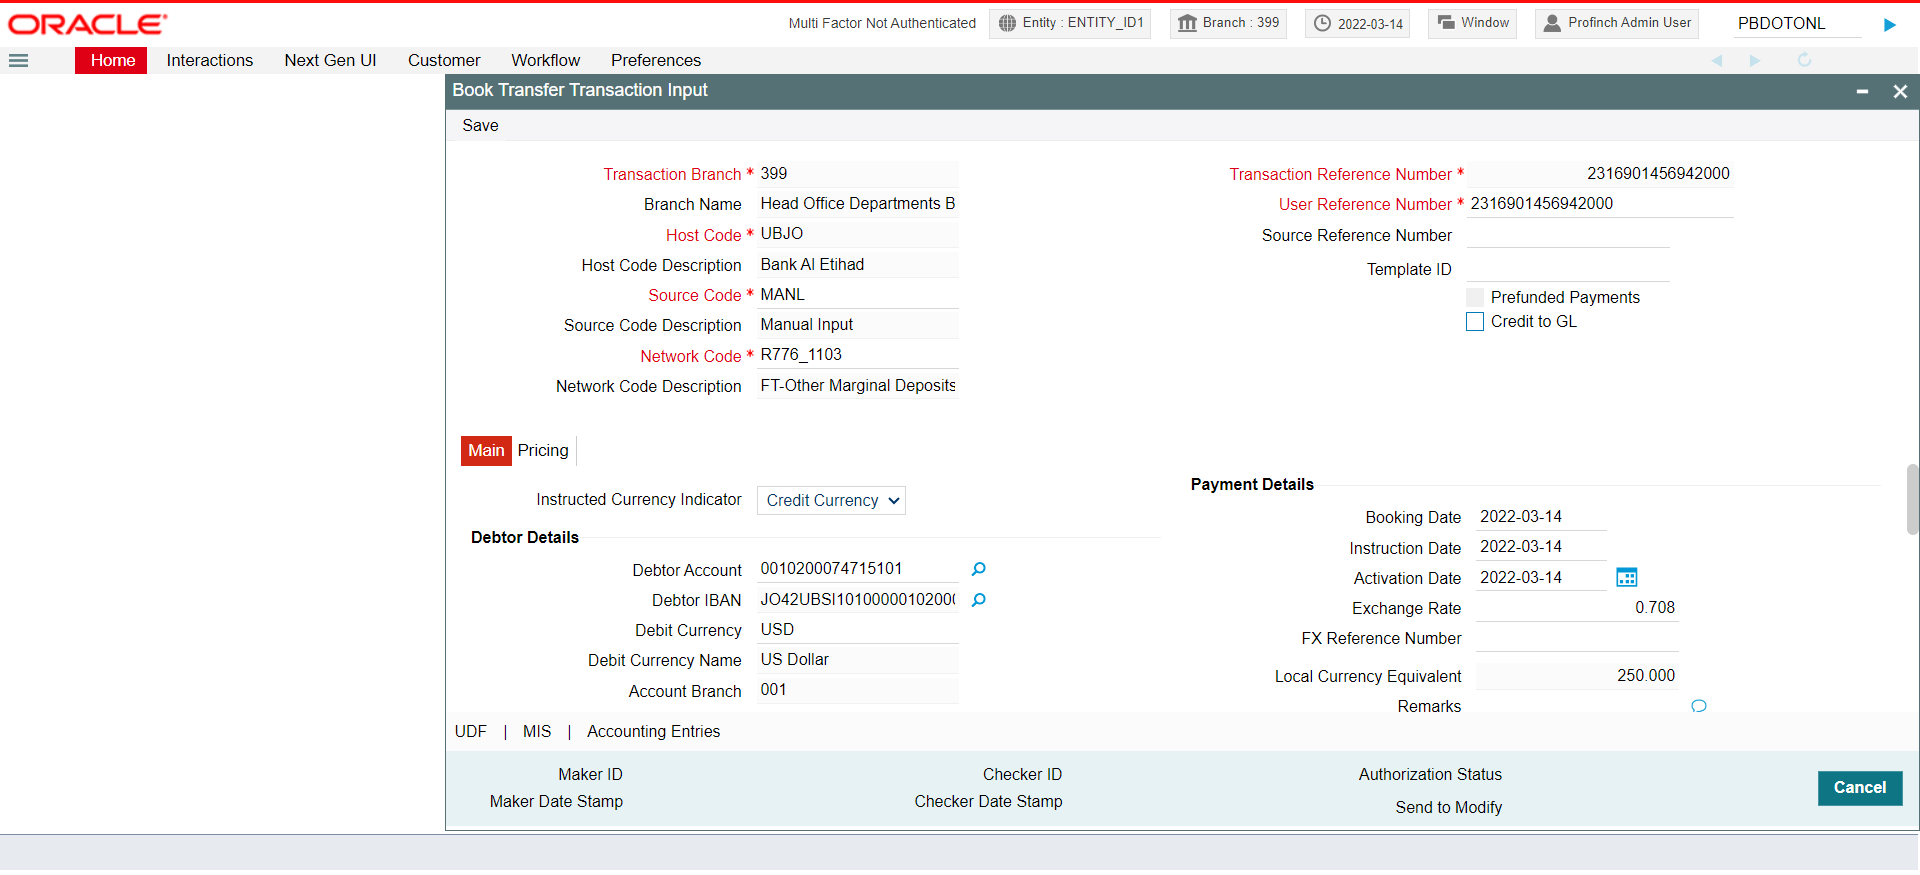 ORACLE
Multi Factor Not Authenticated Entity : ENTITY_ID1 Branch : 399 2022-03-14 Window Profinch Admin User PBDOTONL
Home Interactions Next Gen UI Customer Workflow Preferences
Book Transfer Transaction Input
Save
Transaction Branch * 399
Branch Name Head Office Departments B
Host Code * UBJO
Host Code Description Bank Al Etihad
Source Code * MANL
Source Code Description Manual Input
Network Code * R776_1103
Network Code Description FT-Other Marginal Deposits
Transaction Reference Number * 2316901456942000
User Reference Number * 2316901456942000
Source Reference Number
Template ID
Prefunded Payments
Credit to GL
Main Pricing
Instructed Currency Indicator Credit Currency
Debtor Details
Debtor Account 0010200074715101
Debtor IBAN JO42UBSI10100000102000
Debit Currency USD
Debit Currency Name US Dollar
Account Branch 001
Payment Details
Booking Date 2022-03-14
Instruction Date 2022-03-14
Activation Date 2022-03-14
Exchange Rate 0.708
FX Reference Number
Local Currency Equivalent 250.000
Remarks
UDF | MIS | Accounting Entries
Maker ID Checker ID Authorization Status
Maker Date Stamp Checker Date Stamp Send to Modify
Cancel